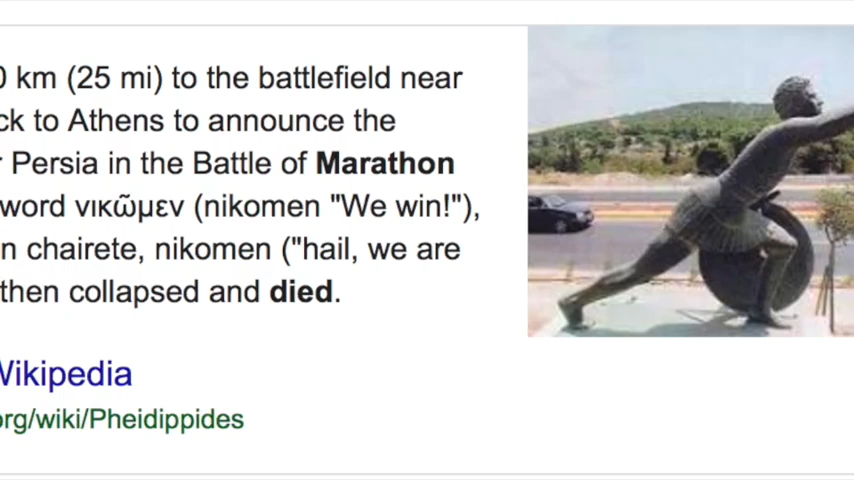 km (25 mi) to the battlefield near
to Athens to announce the
Persia in the Battle of Marathon
word νικῶμεν (nikomen "We win!"),
chairete, nikomen ("hail, we are
then collapsed and died.
Wikipedia
org/wiki/Pheidippides